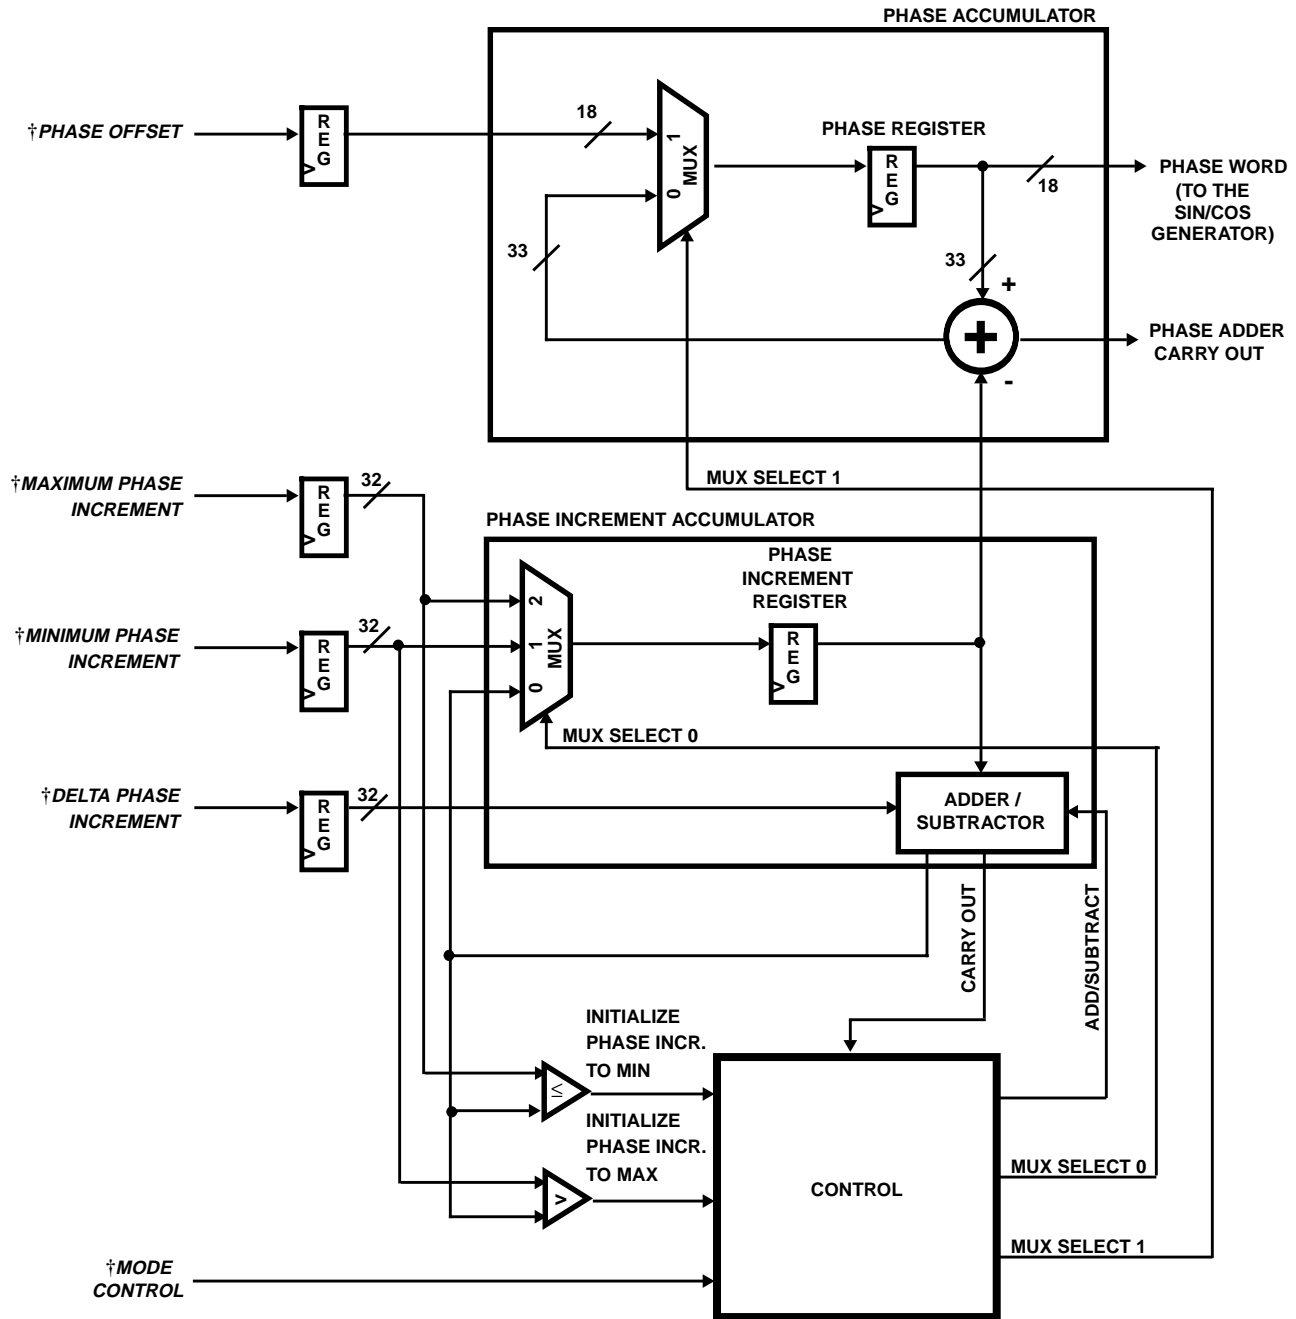 PHASE ACCUMULATOR
†PHASE OFFSET
REG
18
1
MUX
0
PHASE REGISTER
REG
18
PHASE WORD
(TO THE
SIN/COS
GENERATOR)
33
33
+
+
-
PHASE ADDER
CARRY OUT
†MAXIMUM PHASE
INCREMENT
REG
32
MUX SELECT 1
PHASE INCREMENT ACCUMULATOR
PHASE
INCREMENT
REGISTER
2
1
MUX
0
REG
†MINIMUM PHASE
INCREMENT
REG
32
MUX SELECT 0
†DELTA PHASE
INCREMENT
REG
32
ADDER /
SUBTRACTOR
CARRY OUT
ADD/SUBTRACT
INITIALIZE
PHASE INCR.
TO MIN
≤
INITIALIZE
PHASE INCR.
TO MAX
>
CONTROL
MUX SELECT 0
MUX SELECT 1
†MODE
CONTROL